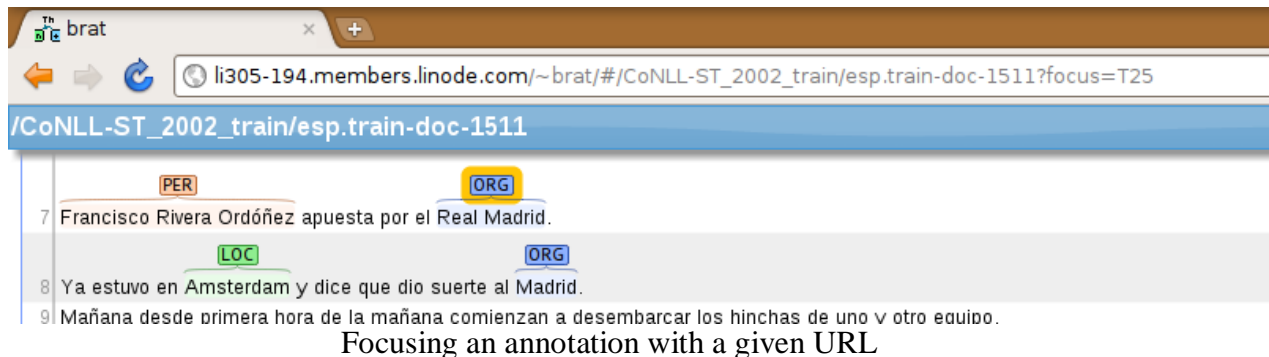 brat
li305-194.members.linode.com/~brat/#/CoNLL-ST_2002_train/esp.train-doc-1511?focus=T25
/CoNLL-ST_2002_train/esp.train-doc-1511
PER ORG
7 Francisco Rivera Ordóñez apuesta por el Real Madrid.
LOC ORG
8 Ya estuvo en Amsterdam y dice que dio suerte al Madrid.
9 Mañana desde primera hora de la mañana comienzan a desembarcar los hinchas de uno y otro equipo.
Focusing an annotation with a given URL